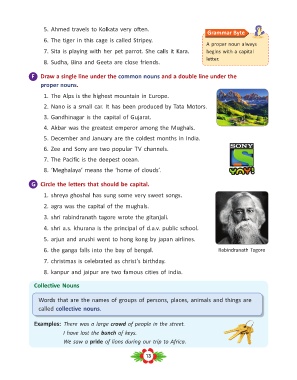 5. Ahmed travels to Kolkata very often.
6. The tiger in this cage is called Stripey.
7. Sita is playing with her pet parrot. She calls it Kara.
8. Sudha, Bina and Geeta are close friends.
Grammar Byte
A proper noun always
begins with a capital
letter.
F Draw a single line under the common nouns and a double line under the
proper nouns.
1. The Alps is the highest mountain in Europe.
2. Nano is a small car. It has been produced by Tata Motors.
3. Gandhinagar is the capital of Gujarat.
4. Akbar was the greatest emperor among the Mughals.
5. December and January are the coldest months in India.
6. Zee and Sony are two popular TV channels.
7. The Pacific is the deepest ocean.
8. 'Meghalaya' means the 'home of clouds'.
SONY
G Circle the letters that should be capital.
1. shreya ghoshal has sung some very sweet songs.
2. agra was the capital of the mughals.
3. shri rabindranath tagore wrote the gitanjali.
4. shri a.s. khurana is the principal of d.a.v. public school.
5. arjun and arushi went to hong kong by japan airlines.
6. the ganga falls into the bay of bengal.
7. christmas is celebrated as christ's birthday.
8. kanpur and jaipur are two famous cities of india.
Rabindranath Tagore
Collective Nouns
Words that are the names of groups of persons, places, animals and things are
called collective nouns.
Examples: There was a large crowd of people in the street.
I have lost the bunch of keys.
We saw a pride of lions during our trip to Africa.
13